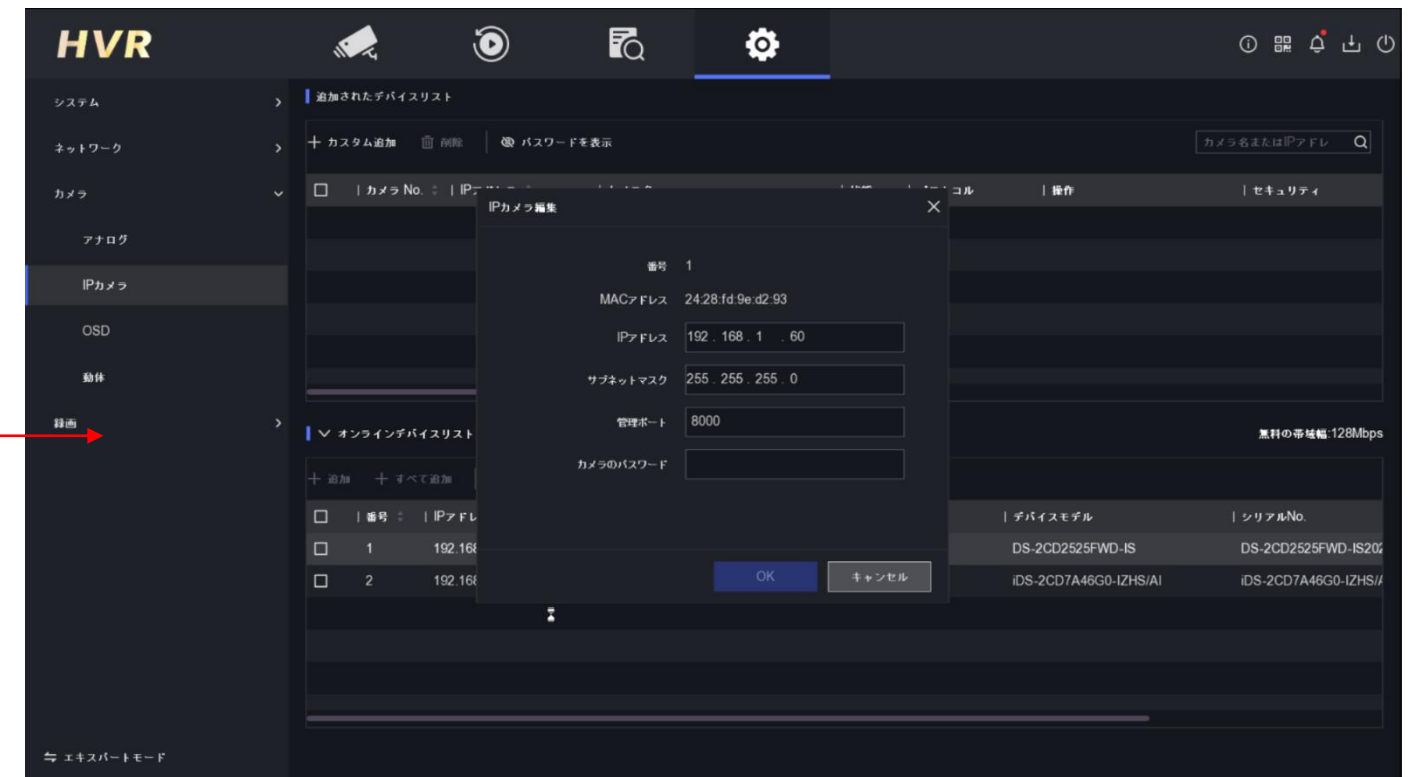 HVR
システム
ネットワーク
カメラ
アナログ
IPカメラ
OSD
動体
録画
エキスパートモード
追加されたデバイスリスト
カスタム追加 削除 パスワードを表示
カメラ名またはIPアドレ
カメラ No. 操作 セキュリティ
IPカメラ編集
番号 1
MACアドレス 24:28:fd:9e:d2:93
IPアドレス 192 . 168 . 1 . 60
サブネットマスク 255 . 255 . 255 . 0
管理ポート 8000
カメラのパスワード
OK キャンセル
オンラインデバイスリスト 無料の帯域幅:128Mbps
追加 すべて追加
番号 IPアドレ デバイスモデル シリアルNo.
1 192.168 DS-2CD2525FWD-IS DS-2CD2525FWD-IS202
2 192.168 iDS-2CD7A46G0-IZHS/AI iDS-2CD7A46G0-IZHS/A